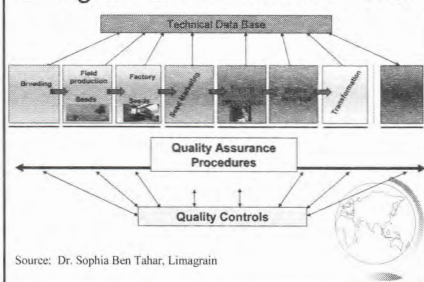 Technical Data Base
Breeding
Field
production
Seeds
Factory
Seeds
Seed Marketing
Transformation
Quality Assurance
Procedures
Quality Controls
Source: Dr. Sophia Ben Tahar, Limagrain